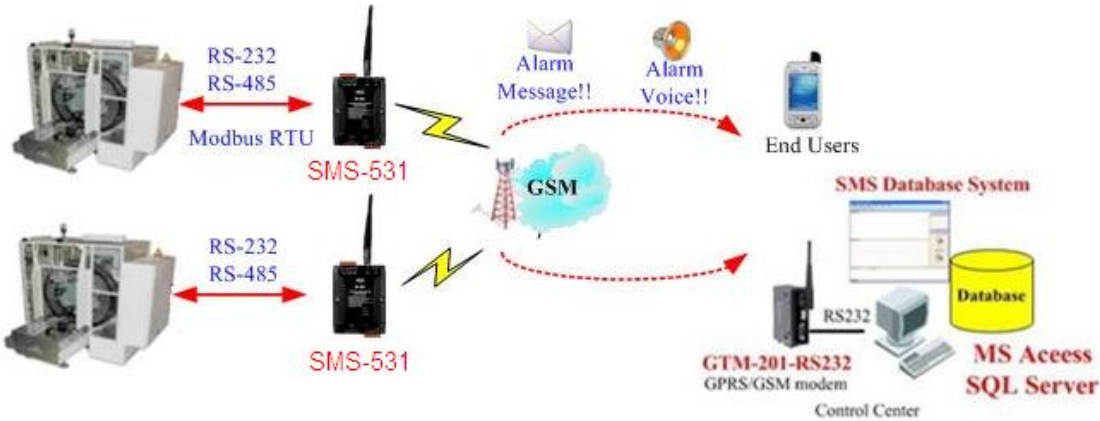 RS-232
RS-485
Modbus RTU
SMS-531
Alarm
Message!!
Alarm
Voice!!
GSM
End Users
RS-232
RS-485
SMS-531
SMS Database System
Database
RS232
GTM-201-RS232
GPRS/GSM modem
MS Aceess
SQL Server
Control Center